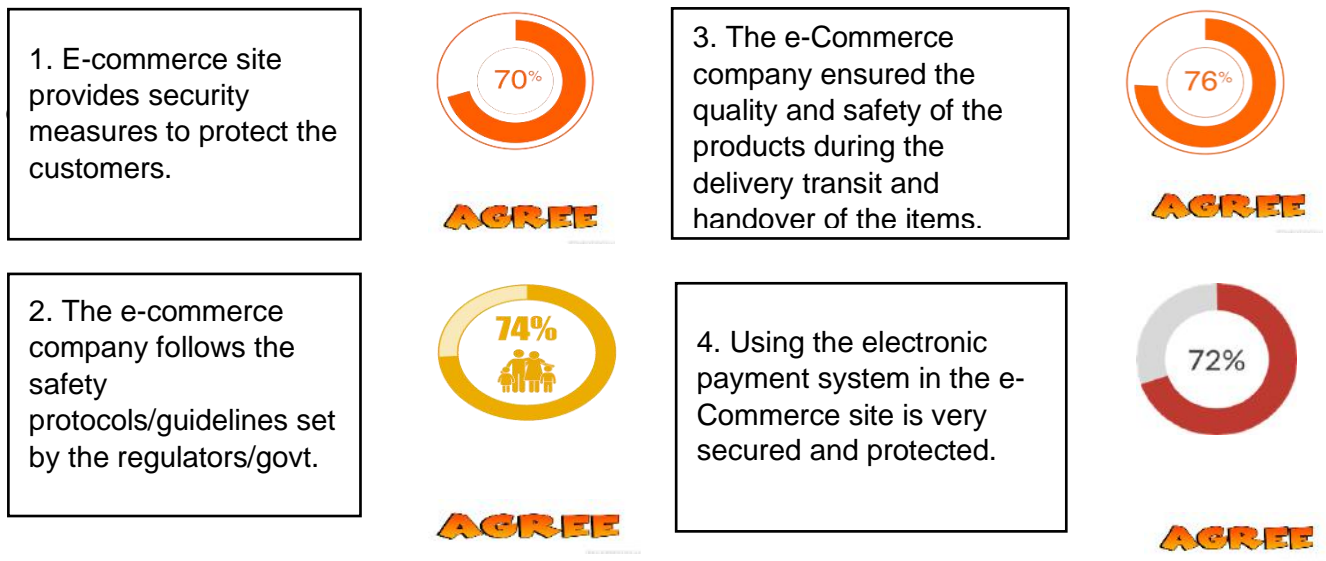 1. E-commerce site
provides security
measures to protect the
customers.
70%
AGREE
2. The e-commerce
company follows the
safety
protocols/guidelines set
by the regulators/govt.
74%
AGREE
3. The e-Commerce
company ensured the
quality and safety of the
products during the
delivery transit and
handover of the items.
76%
AGREE
4. Using the electronic
payment system in the e-
Commerce site is very
secured and protected.
72%
AGREE